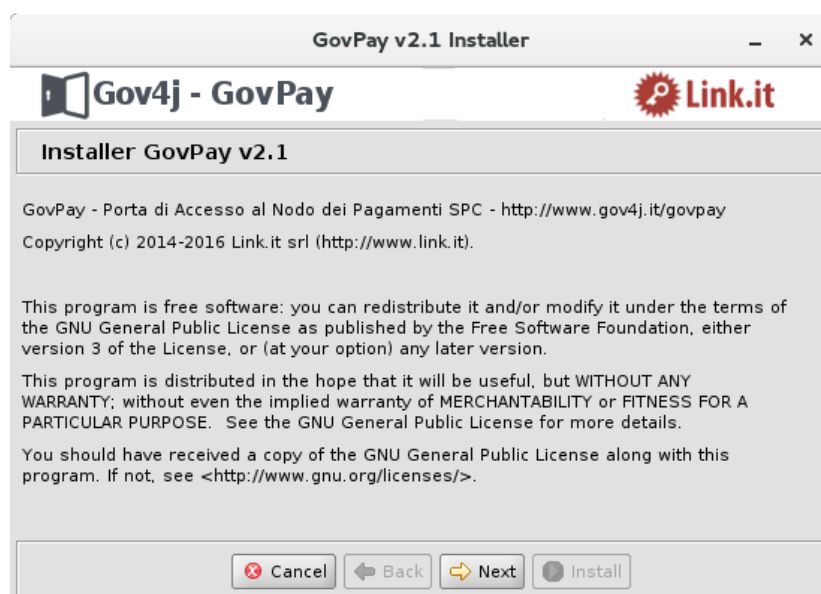 GovPay v2.1 Installer
Gov4j - GovPay
Link.it
Installer GovPay v2.1
GovPay - Porta di Accesso al Nodo dei Pagamenti SPC - http://www.gov4j.it/govpay
Copyright (c) 2014-2016 Link.it srl (http://www.link.it).
This program is free software: you can redistribute it and/or modify it under the terms of
the GNU General Public License as published by the Free Software Foundation, either
version 3 of the License, or (at your option) any later version.
This program is distributed in the hope that it will be useful, but WITHOUT ANY
WARRANTY; without even the implied warranty of MERCHANTABILITY or FITNESS FOR A
PARTICULAR PURPOSE.  See the GNU General Public License for more details.
You should have received a copy of the GNU General Public License along with this
program. If not, see <http://www.gnu.org/licenses/>.
Cancel Back Next Install